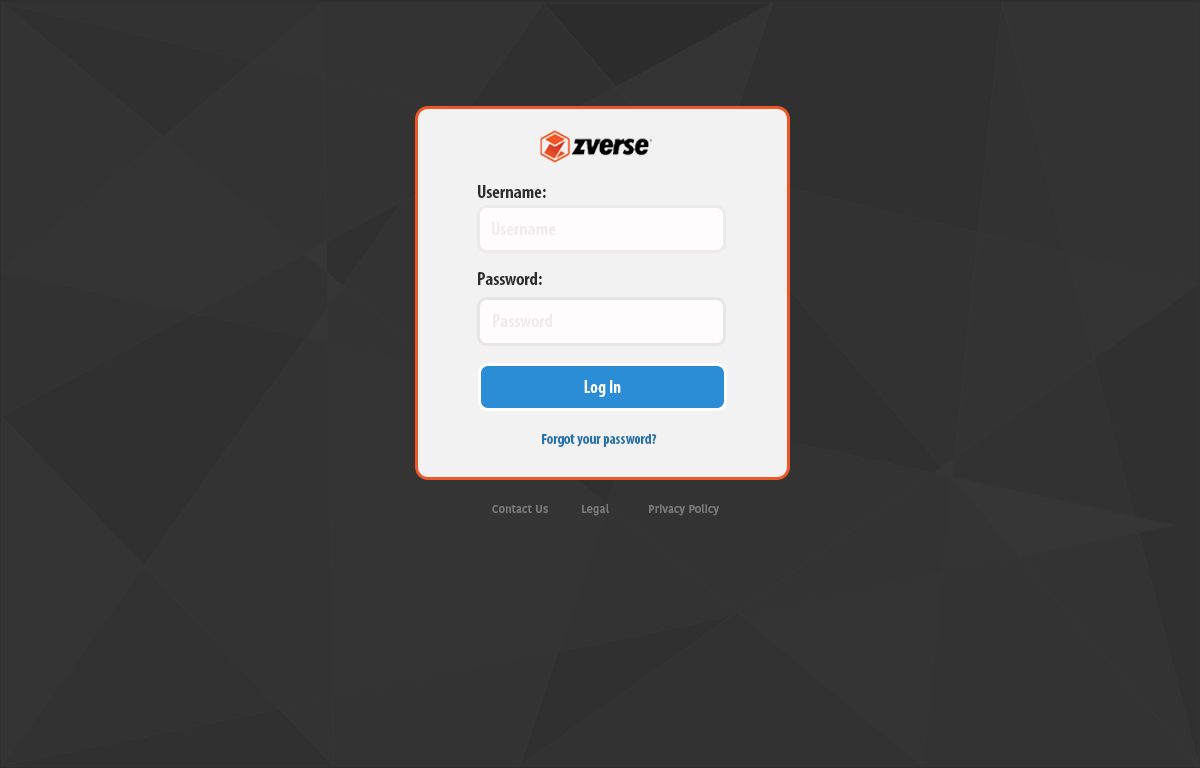 zverse
Username:
Username
Password:
Password
Log In
Forgot your password?
Contact Us Legal Privacy Policy